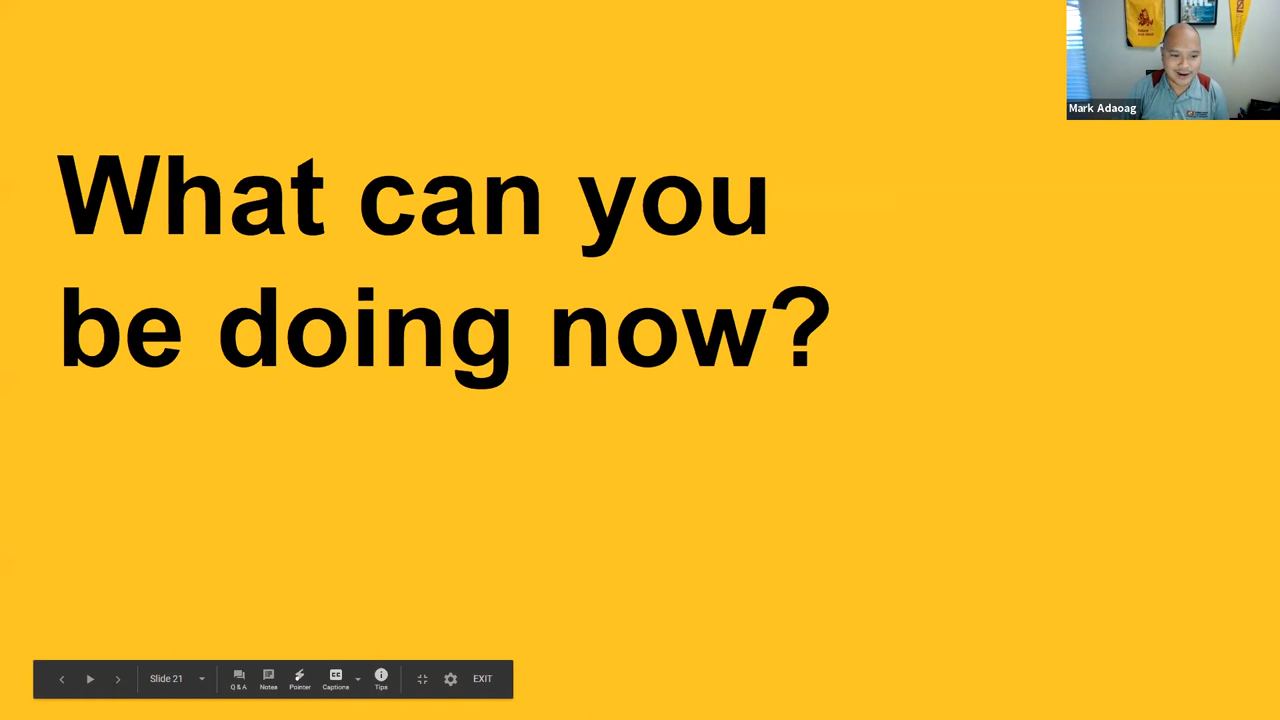 Mark Adaoag
What can you
be doing now?
Slide 21
Q & A
Notes
Pointer
Captions
Tips
EXIT